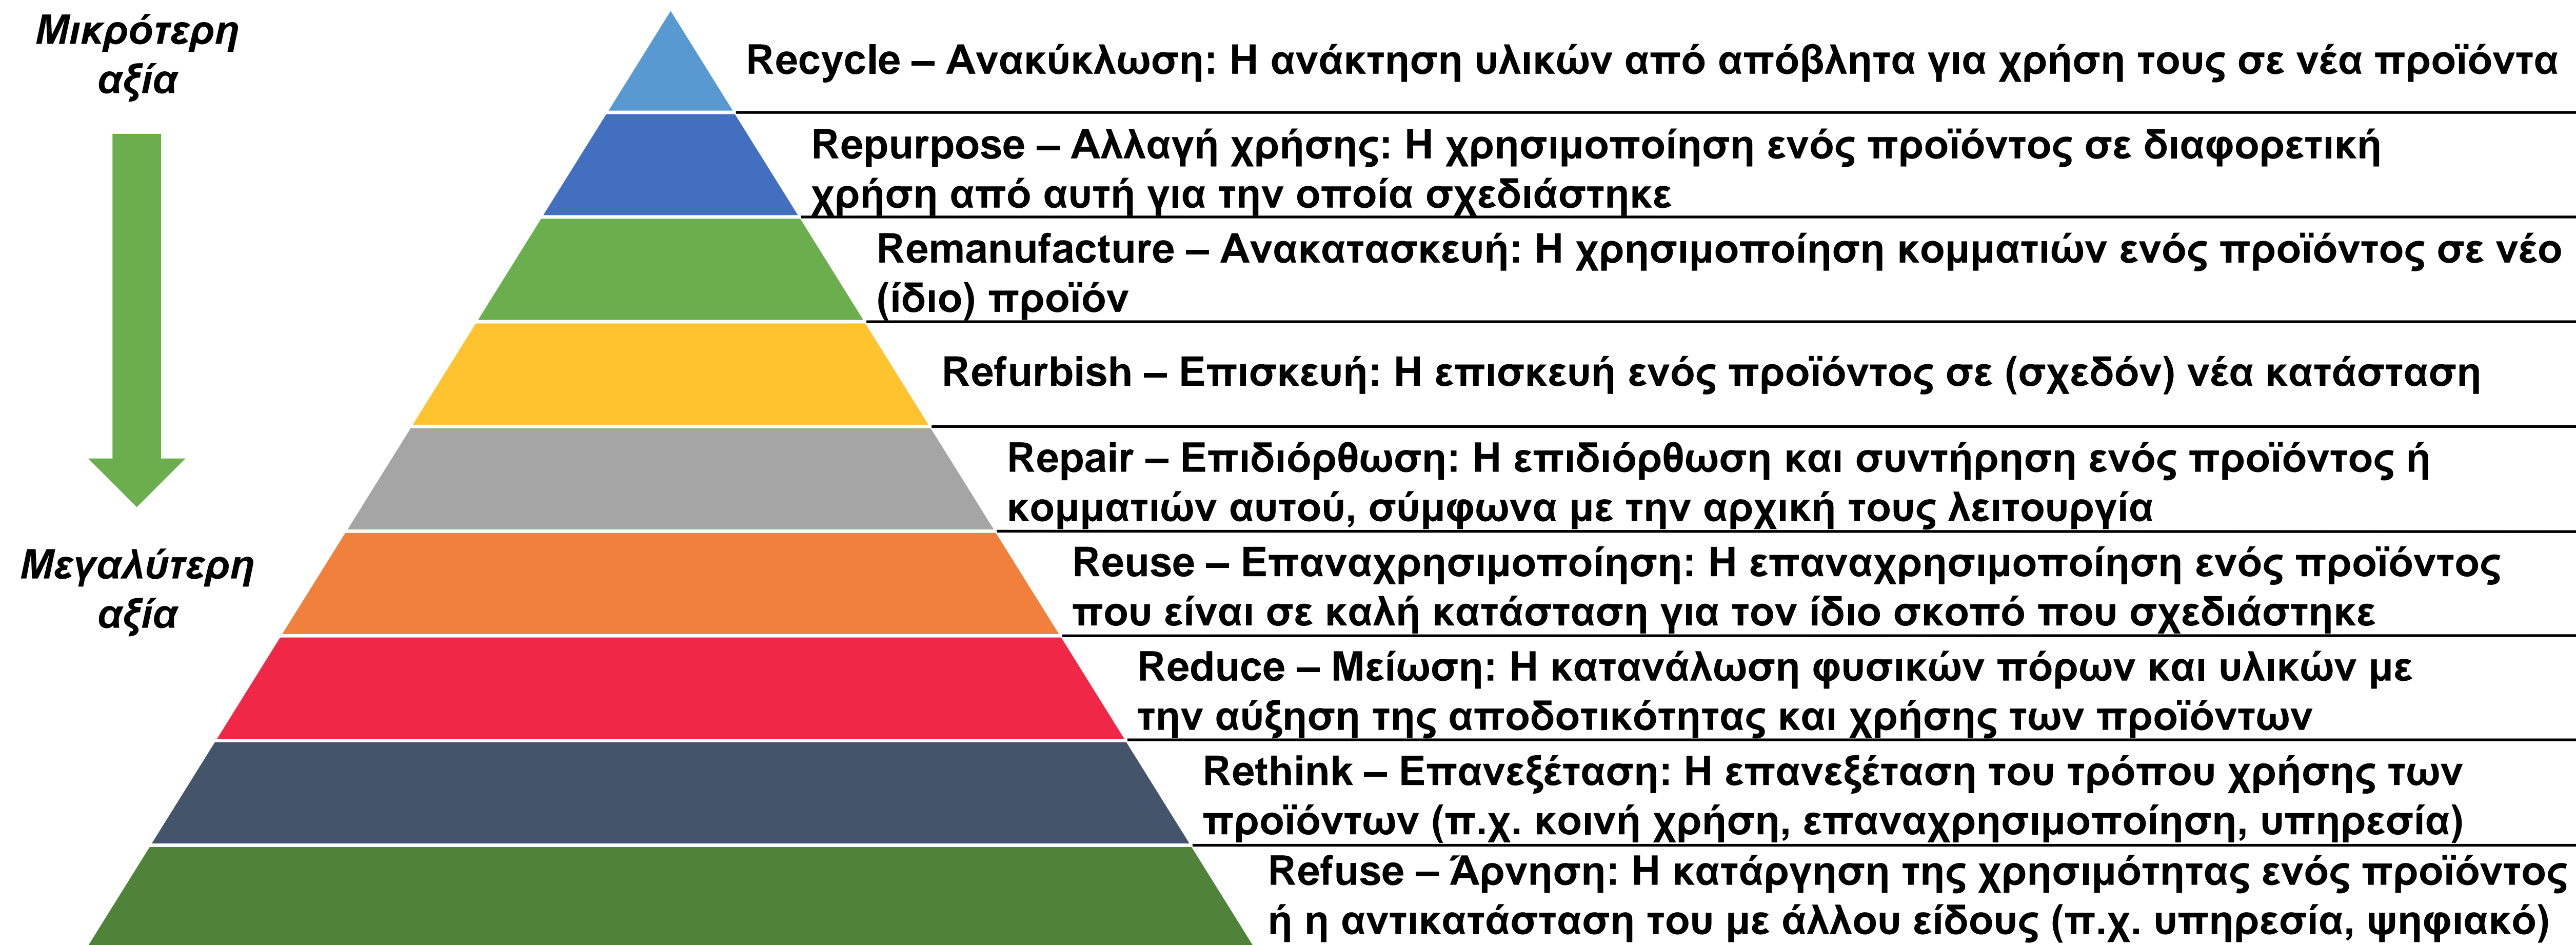 Μικρότερη
αξία
Recycle – Ανακύκλωση: Η ανάκτηση υλικών από απόβλητα για χρήση τους σε νέα προϊόντα
Repurpose – Αλλαγή χρήσης: Η χρησιμοποίηση ενός προϊόντος σε διαφορετική
χρήση από αυτή για την οποία σχεδιάστηκε
Remanufacture – Ανακατασκευή: Η χρησιμοποίηση κομματιών ενός προϊόντος σε νέο
(ίδιο) προϊόν
Refurbish – Επισκευή: Η επισκευή ενός προϊόντος σε (σχεδόν) νέα κατάσταση
Repair – Επιδιόρθωση: Η επιδιόρθωση και συντήρηση ενός προϊόντος ή
κομματιών αυτού, σύμφωνα με την αρχική τους λειτουργία
Μεγαλύτερη
αξία
Reuse – Επαναχρησιμοποίηση: Η επαναχρησιμοποίηση ενός προϊόντος
που είναι σε καλή κατάσταση για τον ίδιο σκοπό που σχεδιάστηκε
Reduce – Μείωση: Η κατανάλωση φυσικών πόρων και υλικών με
την αύξηση της αποδοτικότητας και χρήσης των προϊόντων
Rethink – Επανεξέταση: Η επανεξέταση του τρόπου χρήσης των
προϊόντων (π.χ. κοινή χρήση, επαναχρησιμοποίηση, υπηρεσία)
Refuse – Άρνηση: Η κατάργηση της χρησιμότητας ενός προϊόντος
ή η αντικατάσταση του με άλλου είδους (π.χ. υπηρεσία, ψηφιακό)